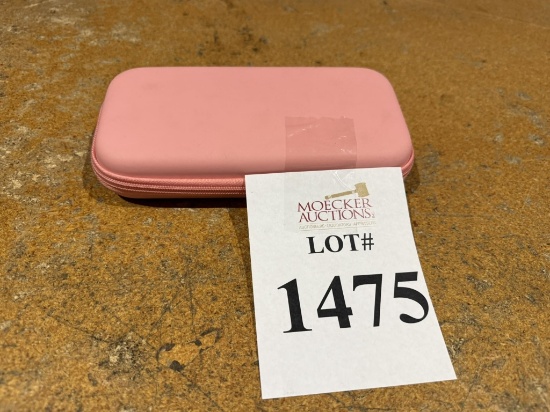 MOECKER
AUCTIONS
LOT#
1475